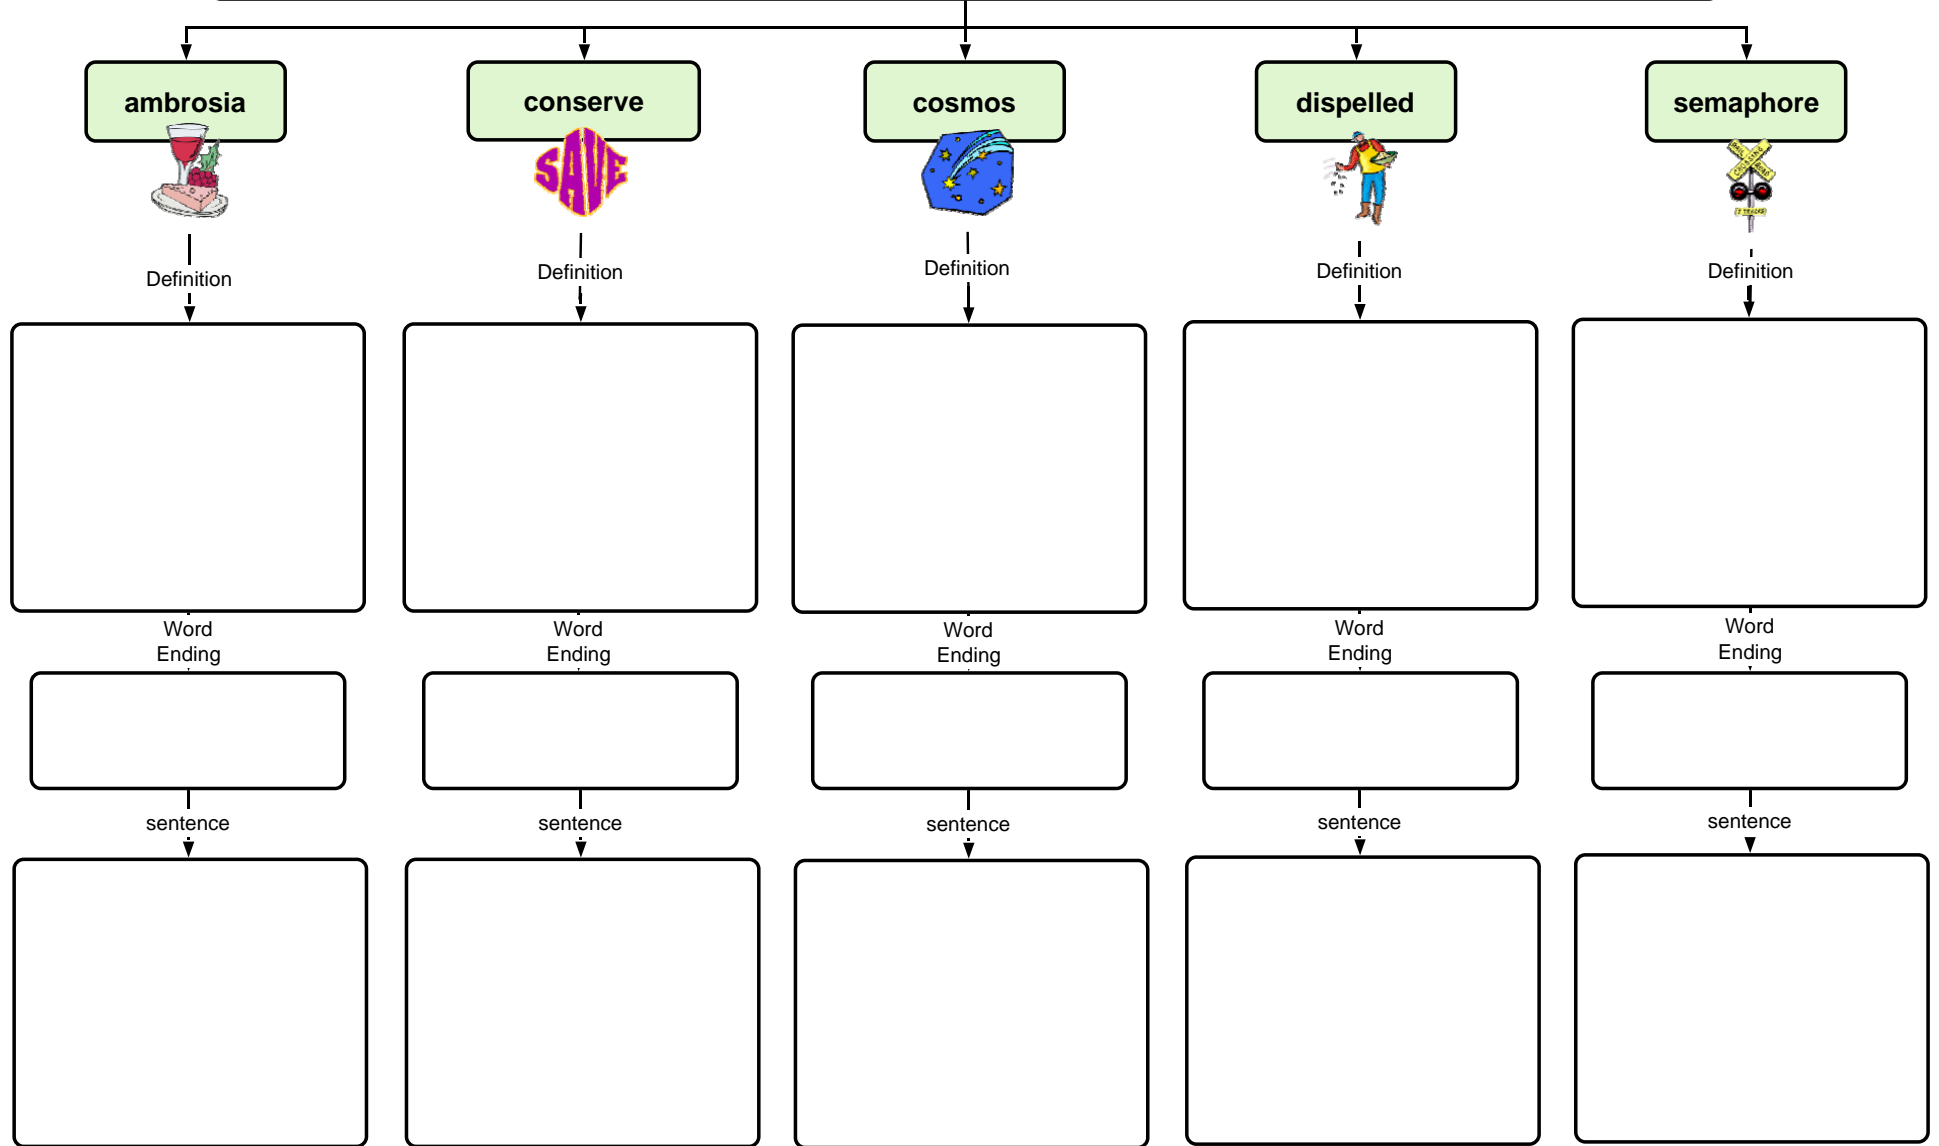 ambrosia
conserve
cosmos
dispelled
semaphore
SAVE
Definition
Definition
Definition
Definition
Definition
Word
Ending
Word
Ending
Word
Ending
Word
Ending
Word
Ending
sentence
sentence
sentence
sentence
sentence